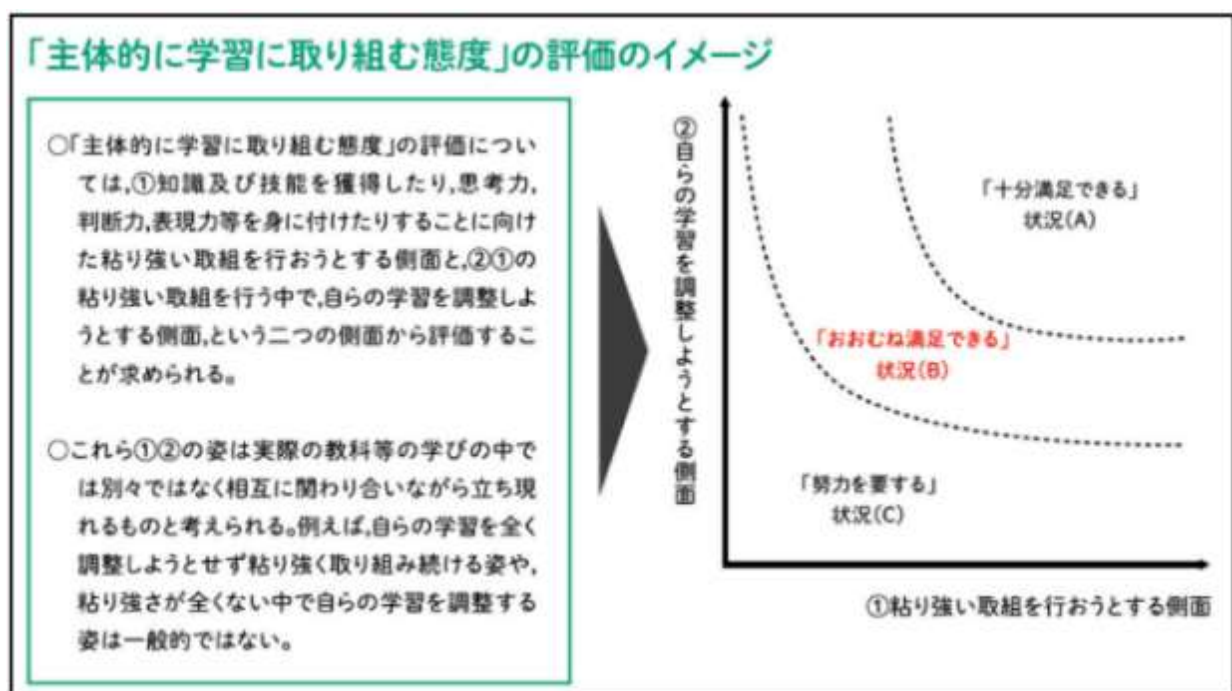 「主体的に学習に取り組む態度」の評価のイメージ
○「主体的に学習に取り組む態度」の評価につい
ては,①知識及び技能を獲得したり,思考力,
判断力,表現力等を身に付けたりすることに向け
た粘り強い取組を行おうとする側面と,②①の
粘り強い取組を行う中で,自らの学習を調整しよ
うとする側面,という二つの側面から評価するこ
とが求められる。
○これら①②の姿は実際の教科等の学びの中で
は別々ではなく相互に関わり合いながら立ち現
れるものと考えられる。例えば,自らの学習を全く
調整しようとせず粘り強く取り組み続ける姿や,
粘り強さが全くない中で自らの学習を調整する
姿は一般的ではない。
②自らの学習を調整しようとする側面
「十分満足できる」
状況(A)
「おおむね満足できる」
状況(B)
「努力を要する」
状況(C)
①粘り強い取組を行おうとする側面